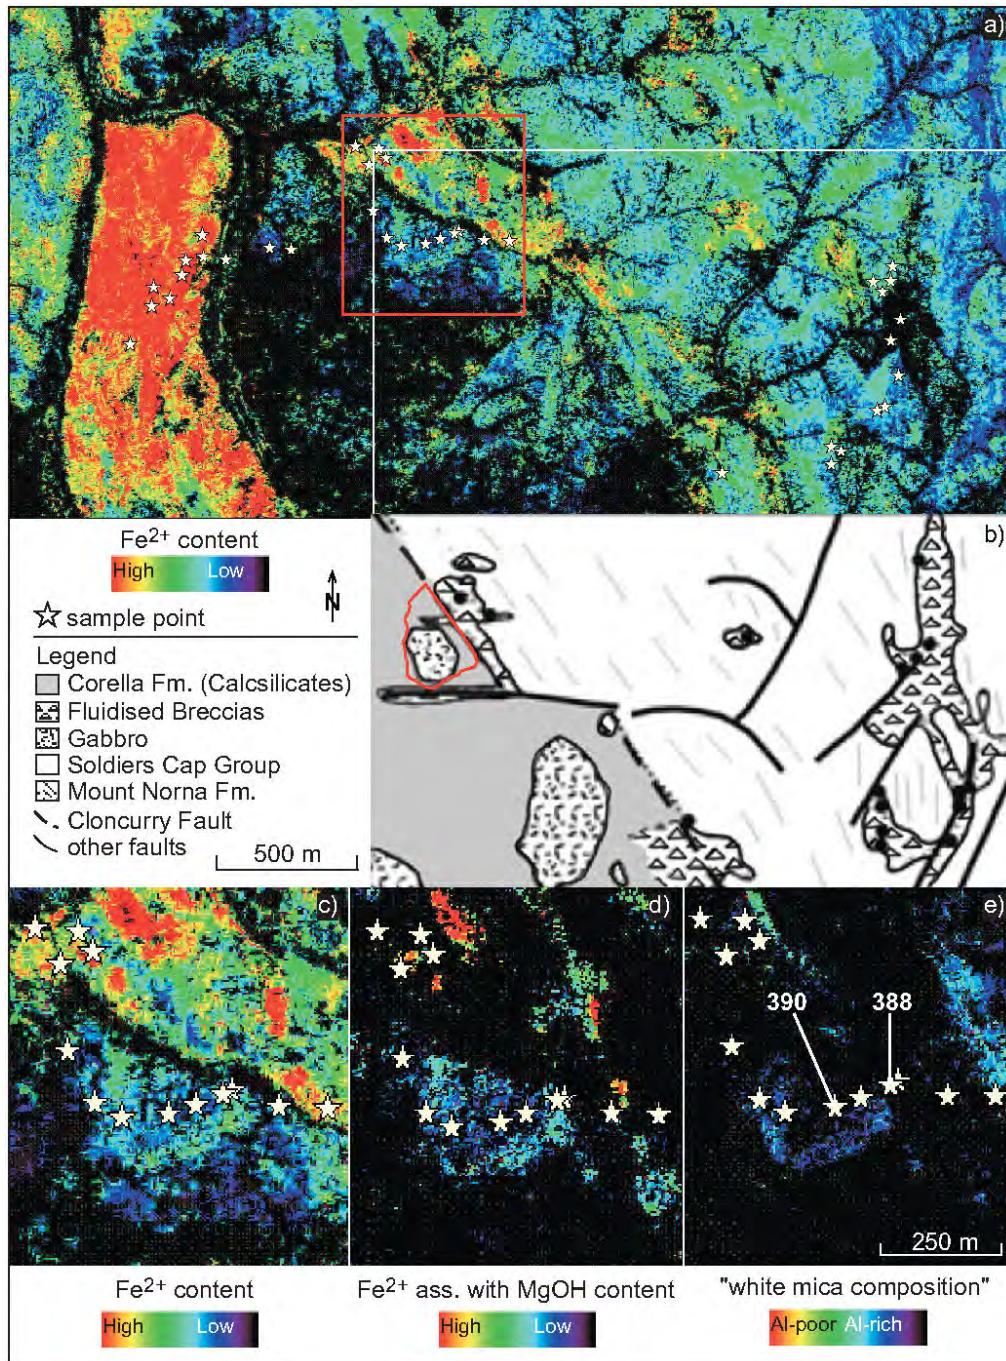 a)
Fe2+ content
High Low
N
sample point
Legend
Corella Fm. (Calcsilicates)
Fluidised Breccias
Gabbro
Soldiers Cap Group
Mount Norna Fm.
Cloncurry Fault
other faults
500 m
b)
c)
d)
e)
390
388
250 m
Fe2+ content
High Low
Fe2+ ass. with MgOH content
High Low
"white mica composition"
Al-poor Al-rich